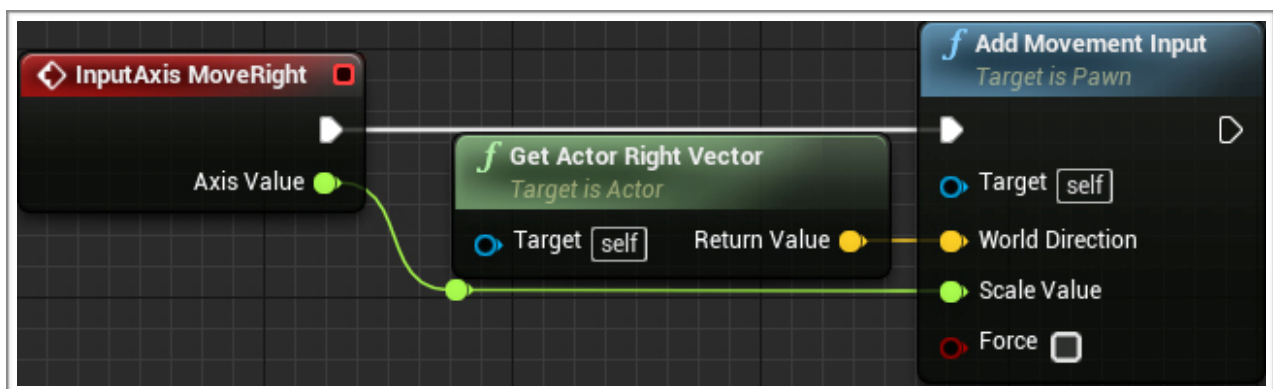 InputAxis MoveRight
Axis Value
f Get Actor Right Vector
Target is Actor
Target self
Return Value
f Add Movement Input
Target is Pawn
Target self
World Direction
Scale Value
Force